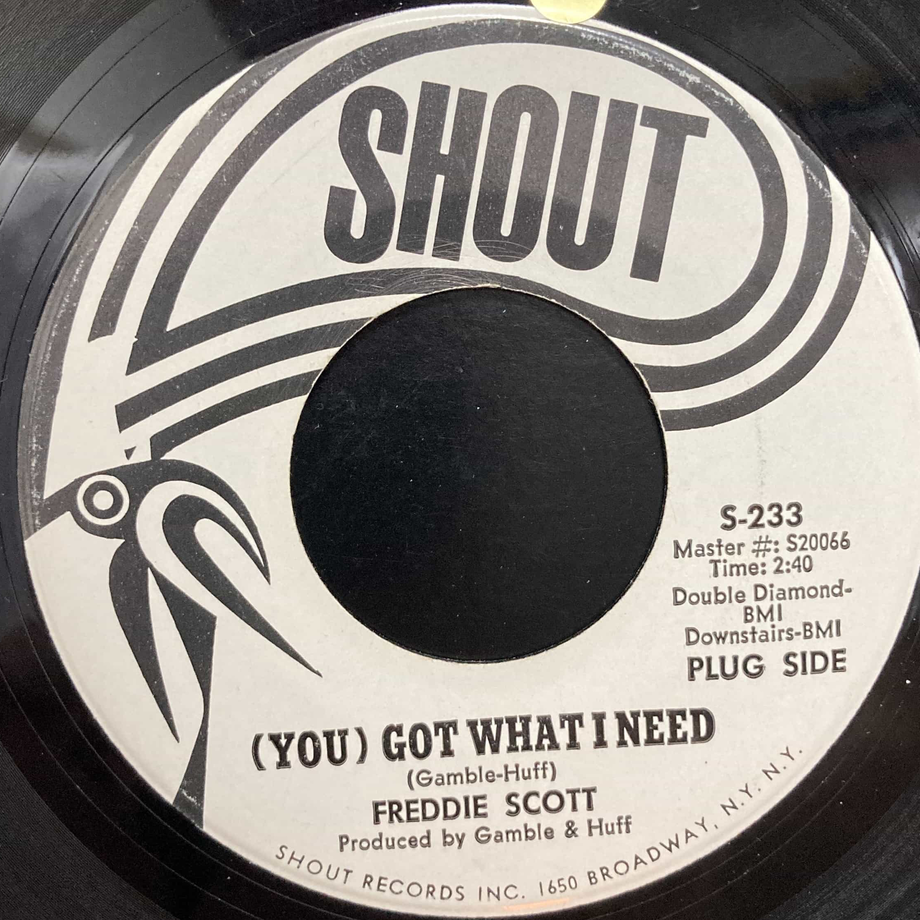 SHOUT
S-233
Master #: S20066
Time: 2:40
Double Diamond-
BMI
Downstairs-BMI
PLUG SIDE
(YOU) GOT WHAT I NEED
(Gamble-Huff)
FREDDIE SCOTT
Produced by Gamble & Huff
SHOUT RECORDS INC. 1650 BROADWAY, N.Y. N.Y.